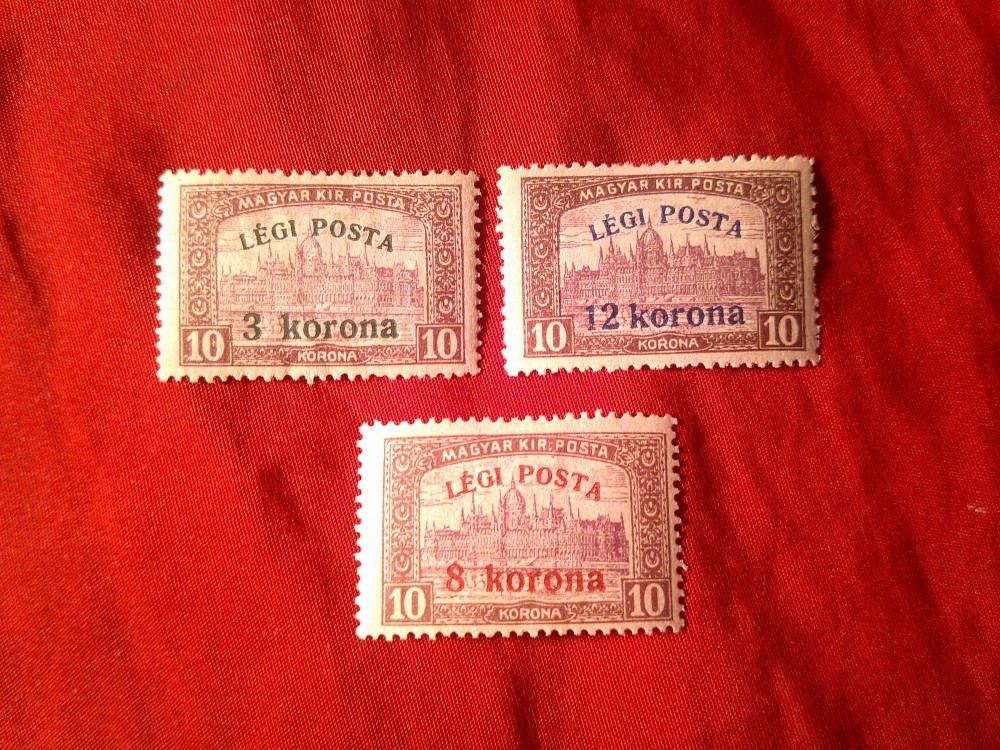 MAGYAR KIR. POSTA
LÉGI POSTA
3 korona
10 KORONA 10
MAGYAR KIR. POSTA
LÉGI POSTA
12 korona
10 KORONA 10
MAGYAR KIR. POSTA
LÉGI POSTA
8 korona
10 KORONA 10